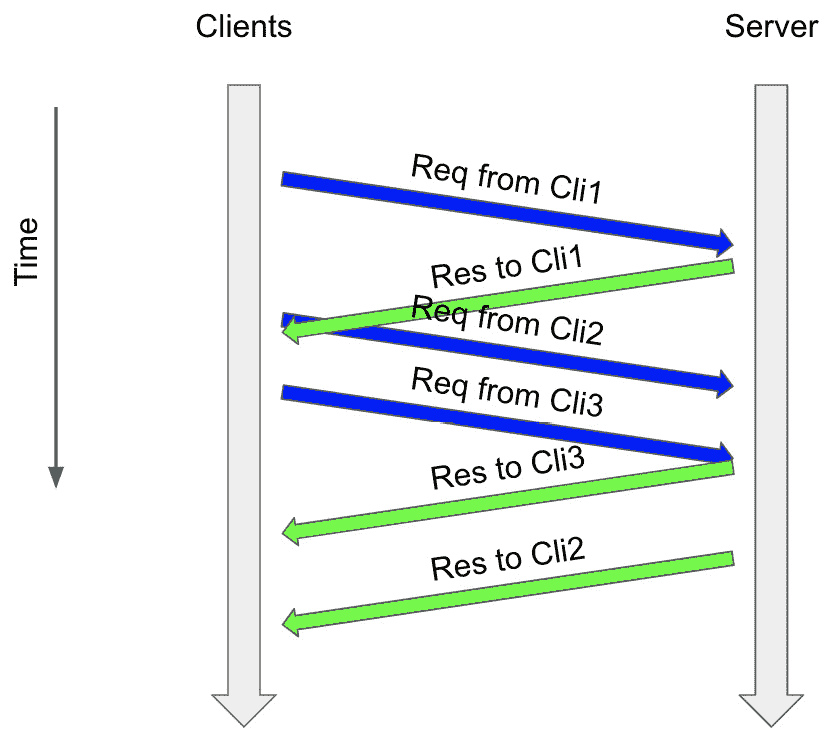 Clients
Server
Time
Req from Cli1
Res to Cli1
Req from Cli2
Req from Cli3
Res to Cli3
Res to Cli2